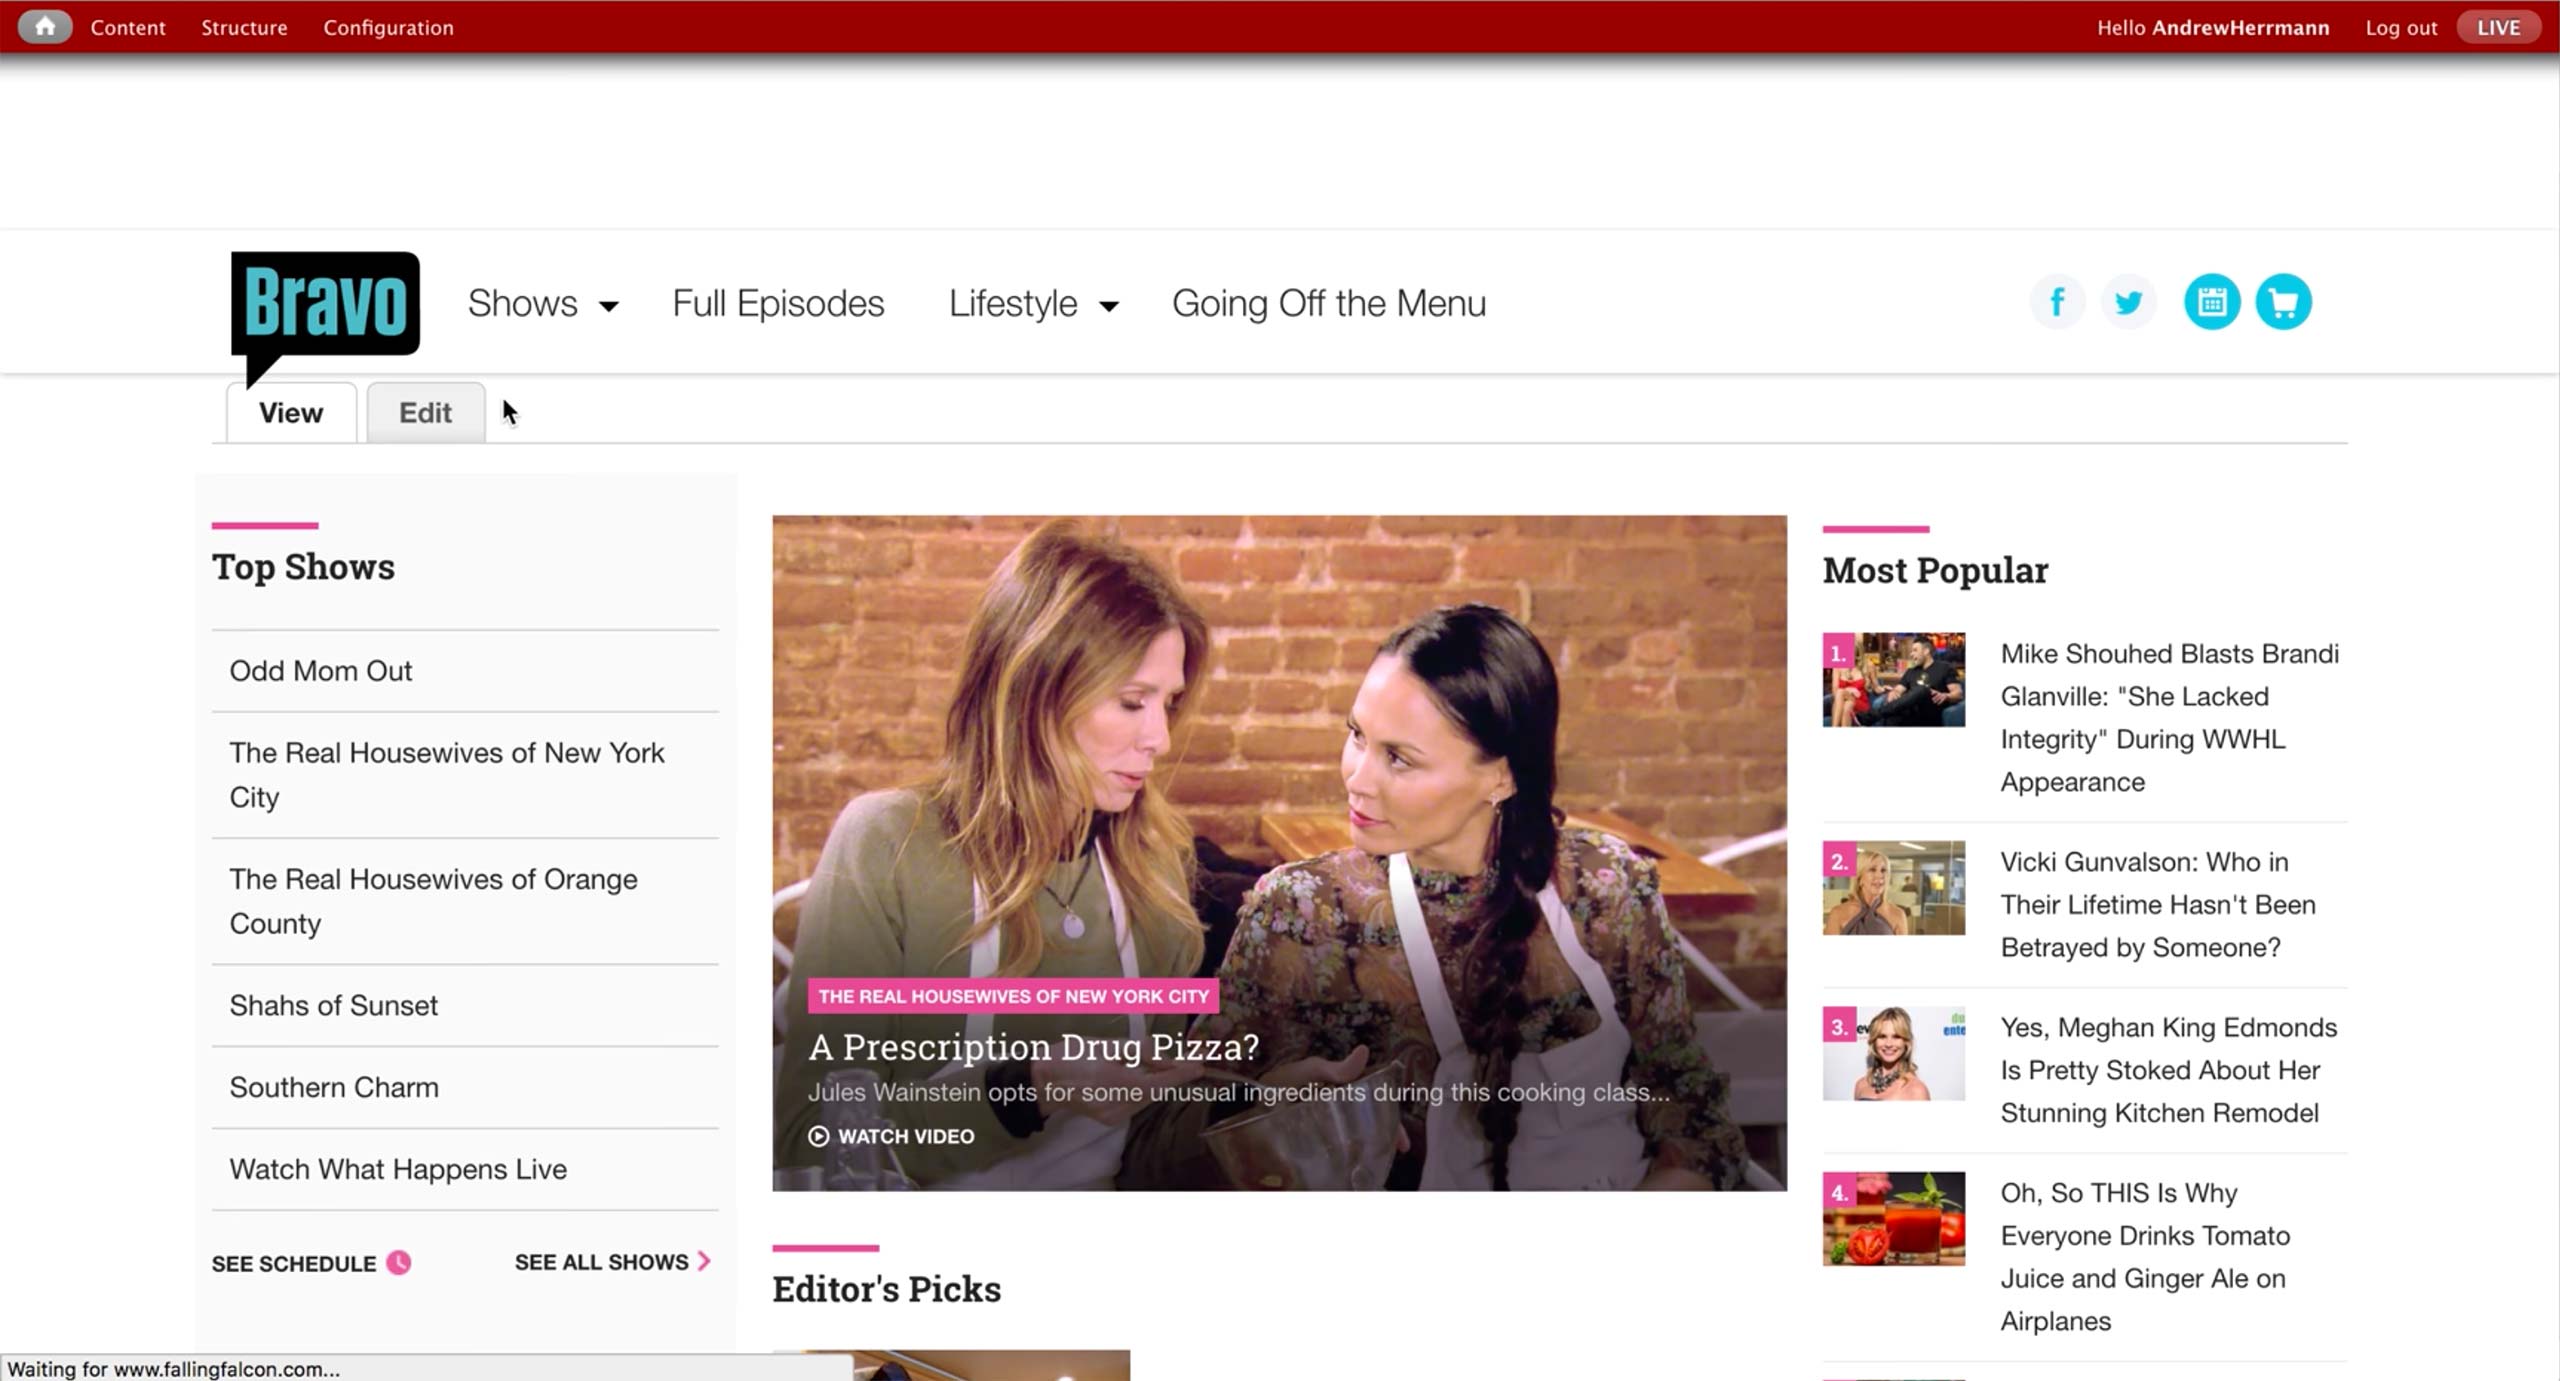 Content Structure Configuration Hello AndrewHerrmann Log out LIVE
Bravo Shows Full Episodes Lifestyle Going Off the Menu
View Edit
Top Shows
Odd Mom Out
The Real Housewives of New York
City
The Real Housewives of Orange
County
Shahs of Sunset
Southern Charm
Watch What Happens Live
SEE SCHEDULE SEE ALL SHOWS
THE REAL HOUSEWIVES OF NEW YORK CITY
A Prescription Drug Pizza?
Jules Wainstein opts for some unusual ingredients during this cooking class...
WATCH VIDEO
Editor's Picks
Most Popular
1.
Mike Shouhed Blasts Brandi
Glanville: "She Lacked
Integrity" During WWHL
Appearance
2.
Vicki Gunvalson: Who in
Their Lifetime Hasn't Been
Betrayed by Someone?
3.
Yes, Meghan King Edmonds
Is Pretty Stoked About Her
Stunning Kitchen Remodel
4.
Oh, So THIS Is Why
Everyone Drinks Tomato
Juice and Ginger Ale on
Airplanes
Waiting for www.fallingfalcon.com...